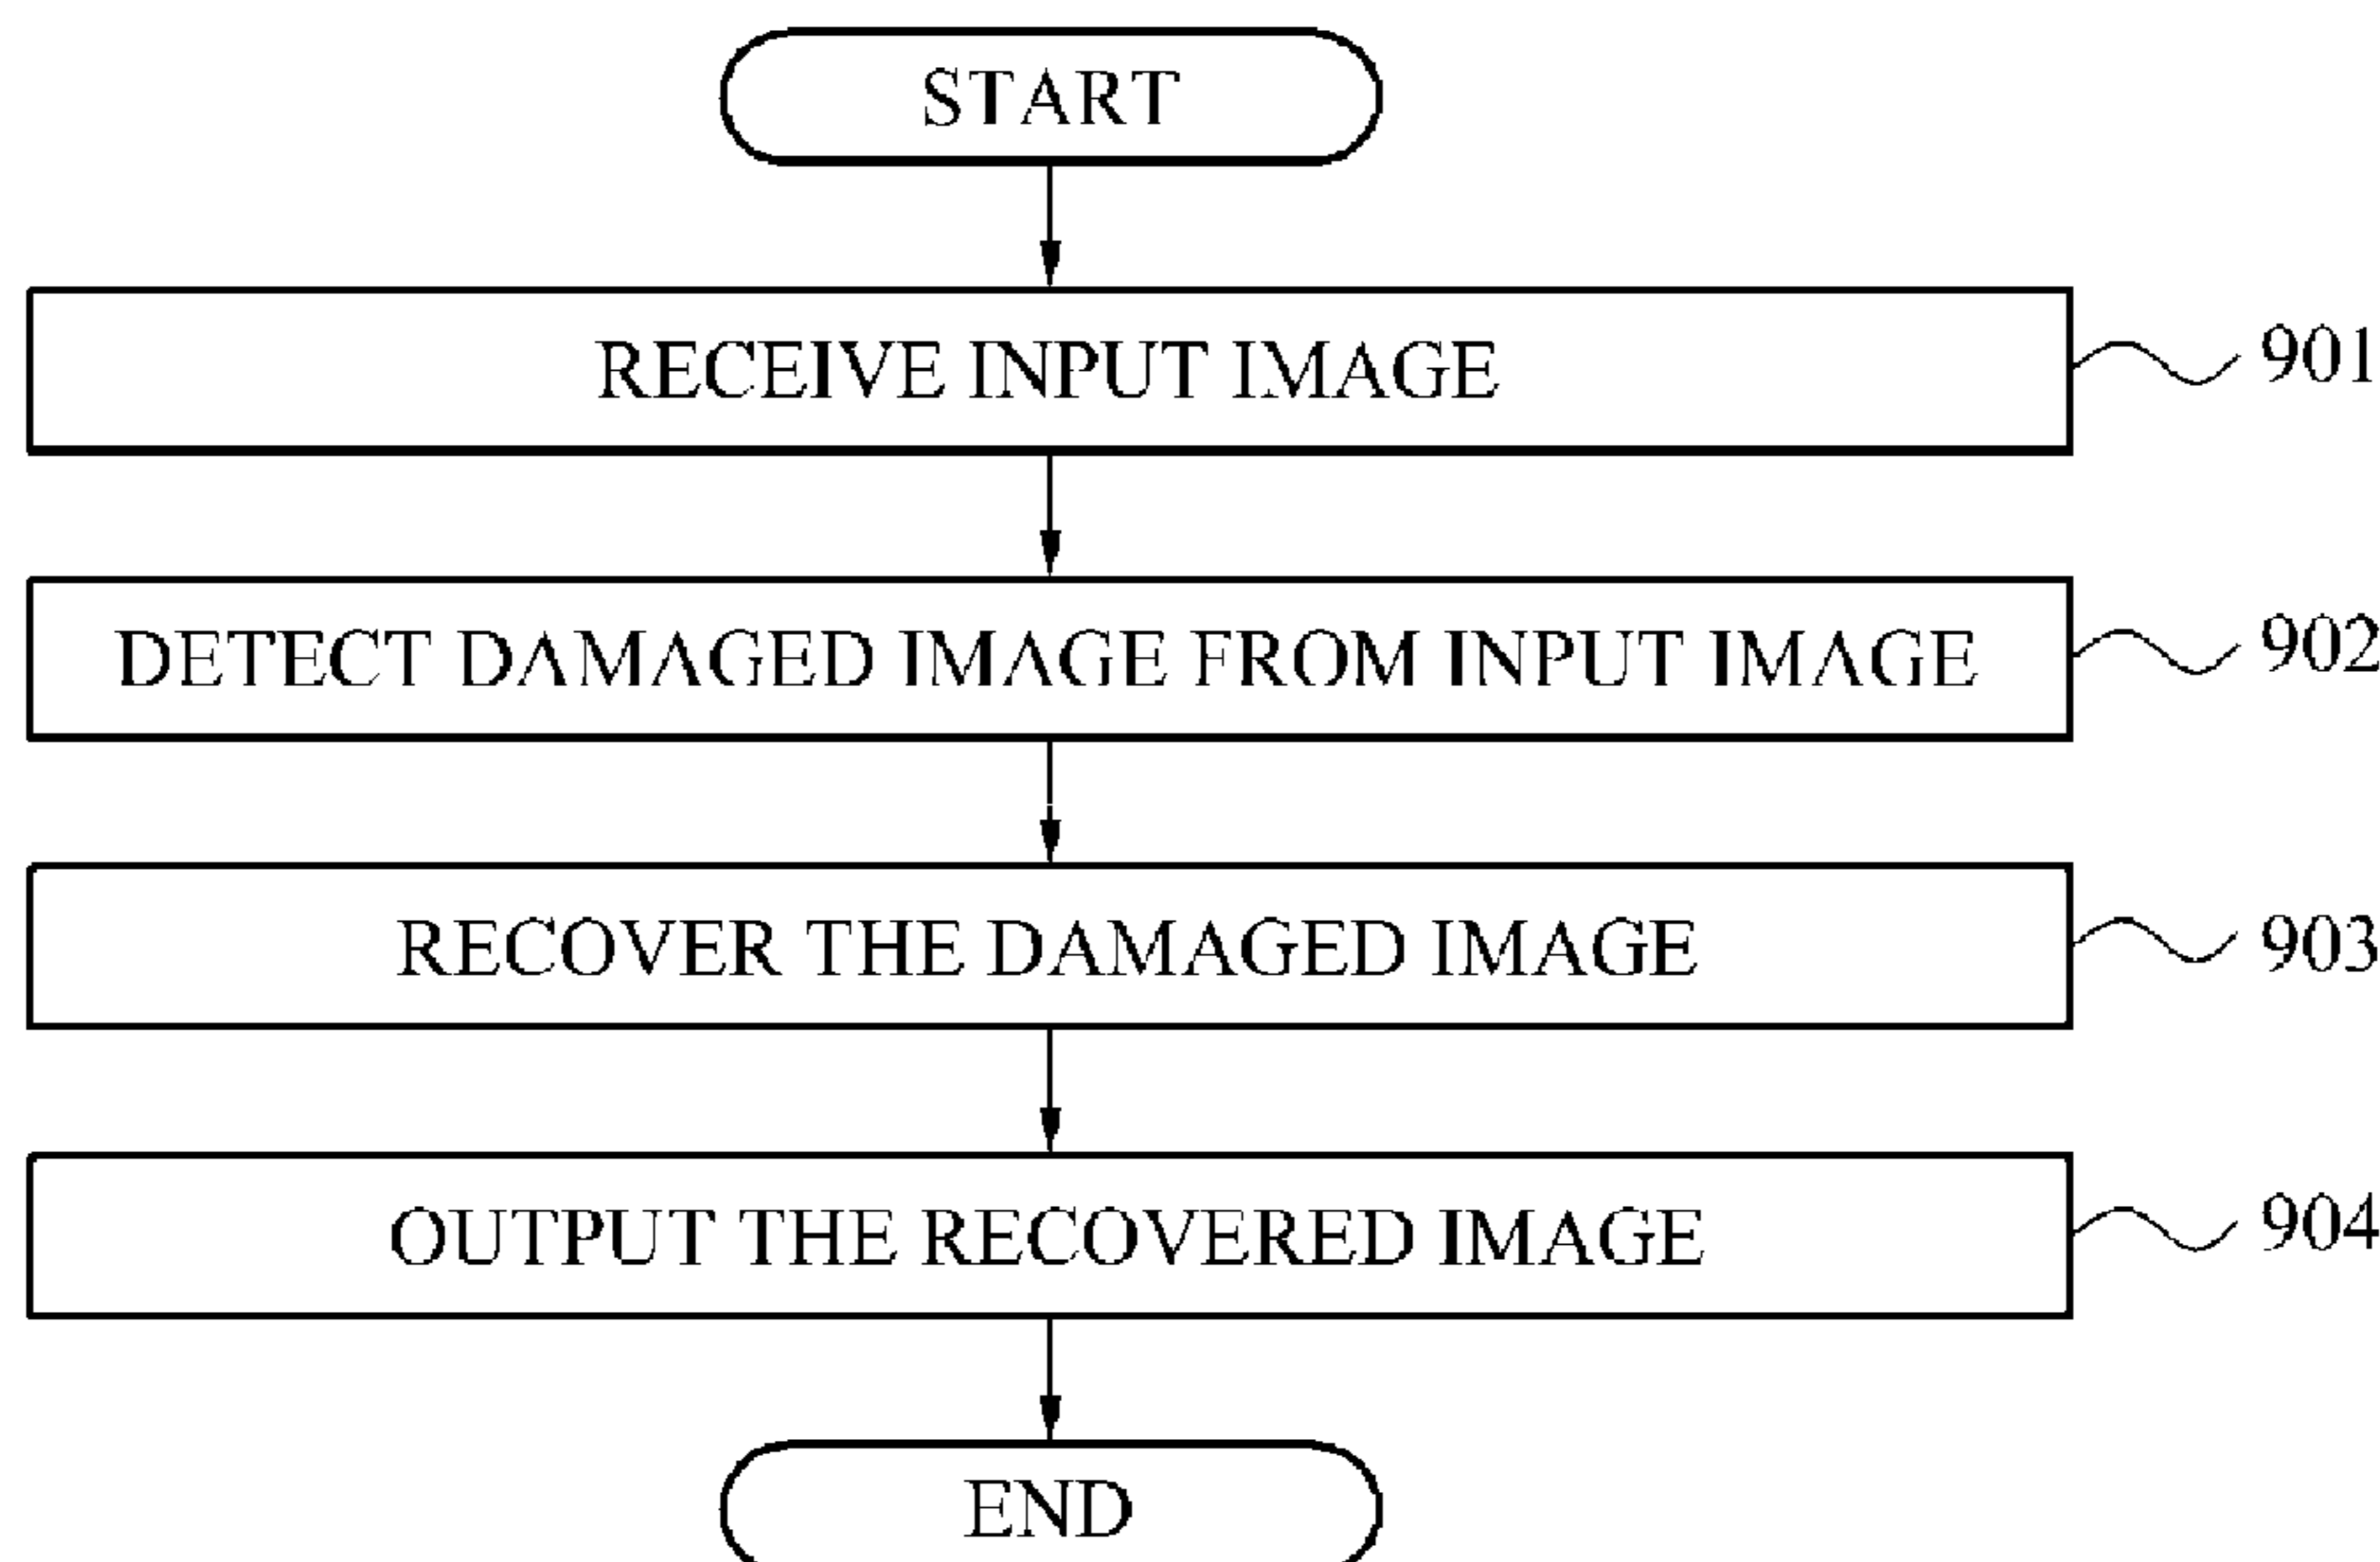 START
RECEIVE INPUT IMAGE
901
DETECT DAMAGED IMAGE FROM INPUT IMAGE
902
RECOVER THE DAMAGED IMAGE
903
OUTPUT THE RECOVERED IMAGE
904
END